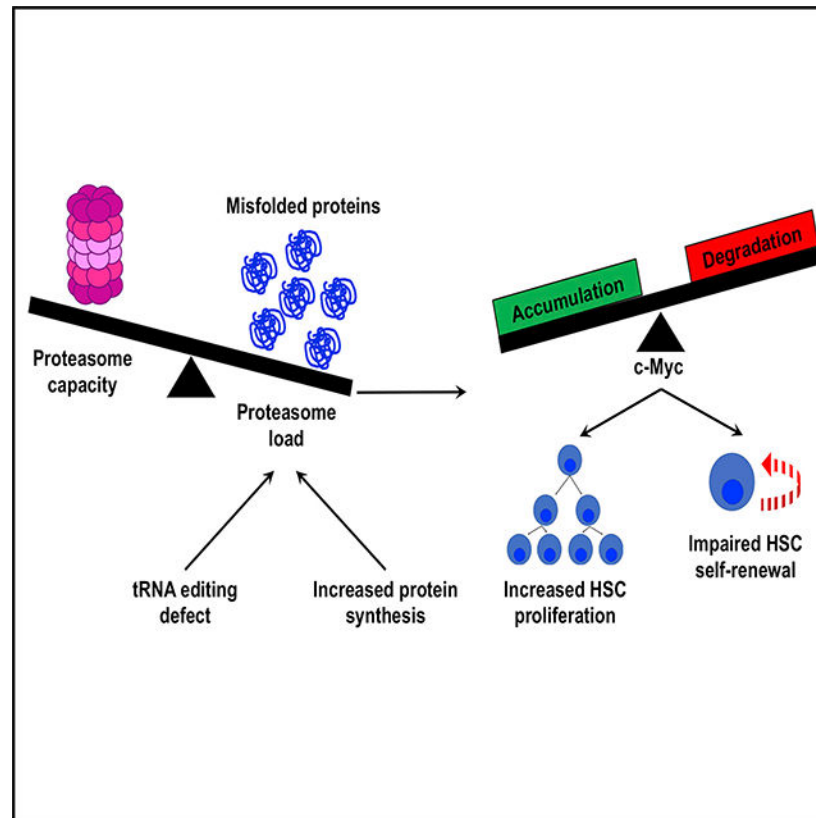 Misfolded proteins
Proteasome
capacity
Proteasome
load
tRNA editing
defect
Increased protein
synthesis
Accumulation
Degradation
c-Myc
Increased HSC
proliferation
Impaired HSC
self-renewal